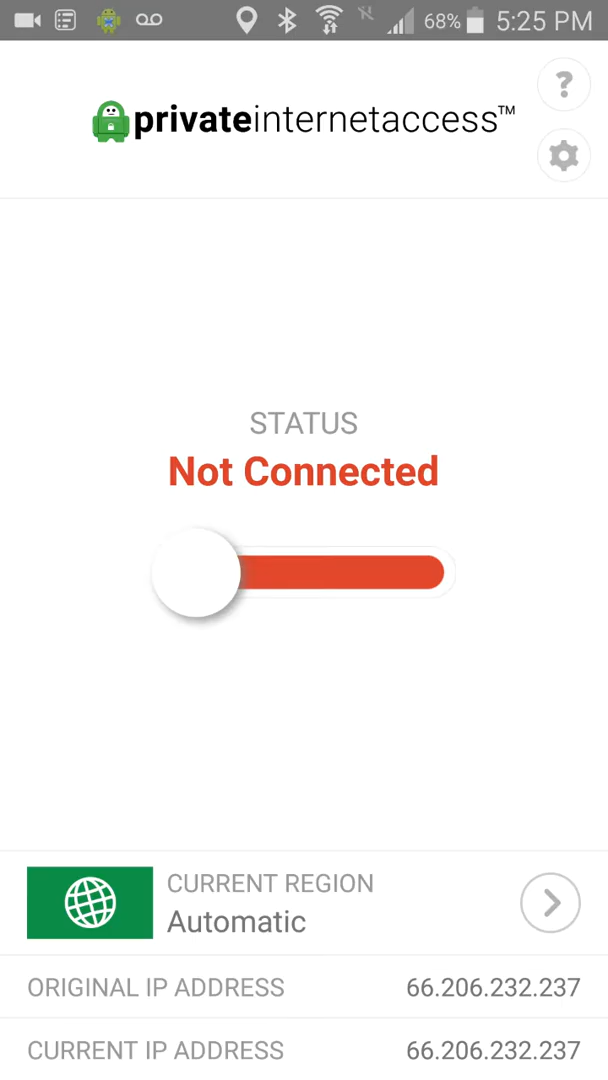 68% 5:25 PM
privateinternetaccess™
?
STATUS
Not Connected
CURRENT REGION
Automatic
ORIGINAL IP ADDRESS 66.206.232.237
CURRENT IP ADDRESS 66.206.232.237